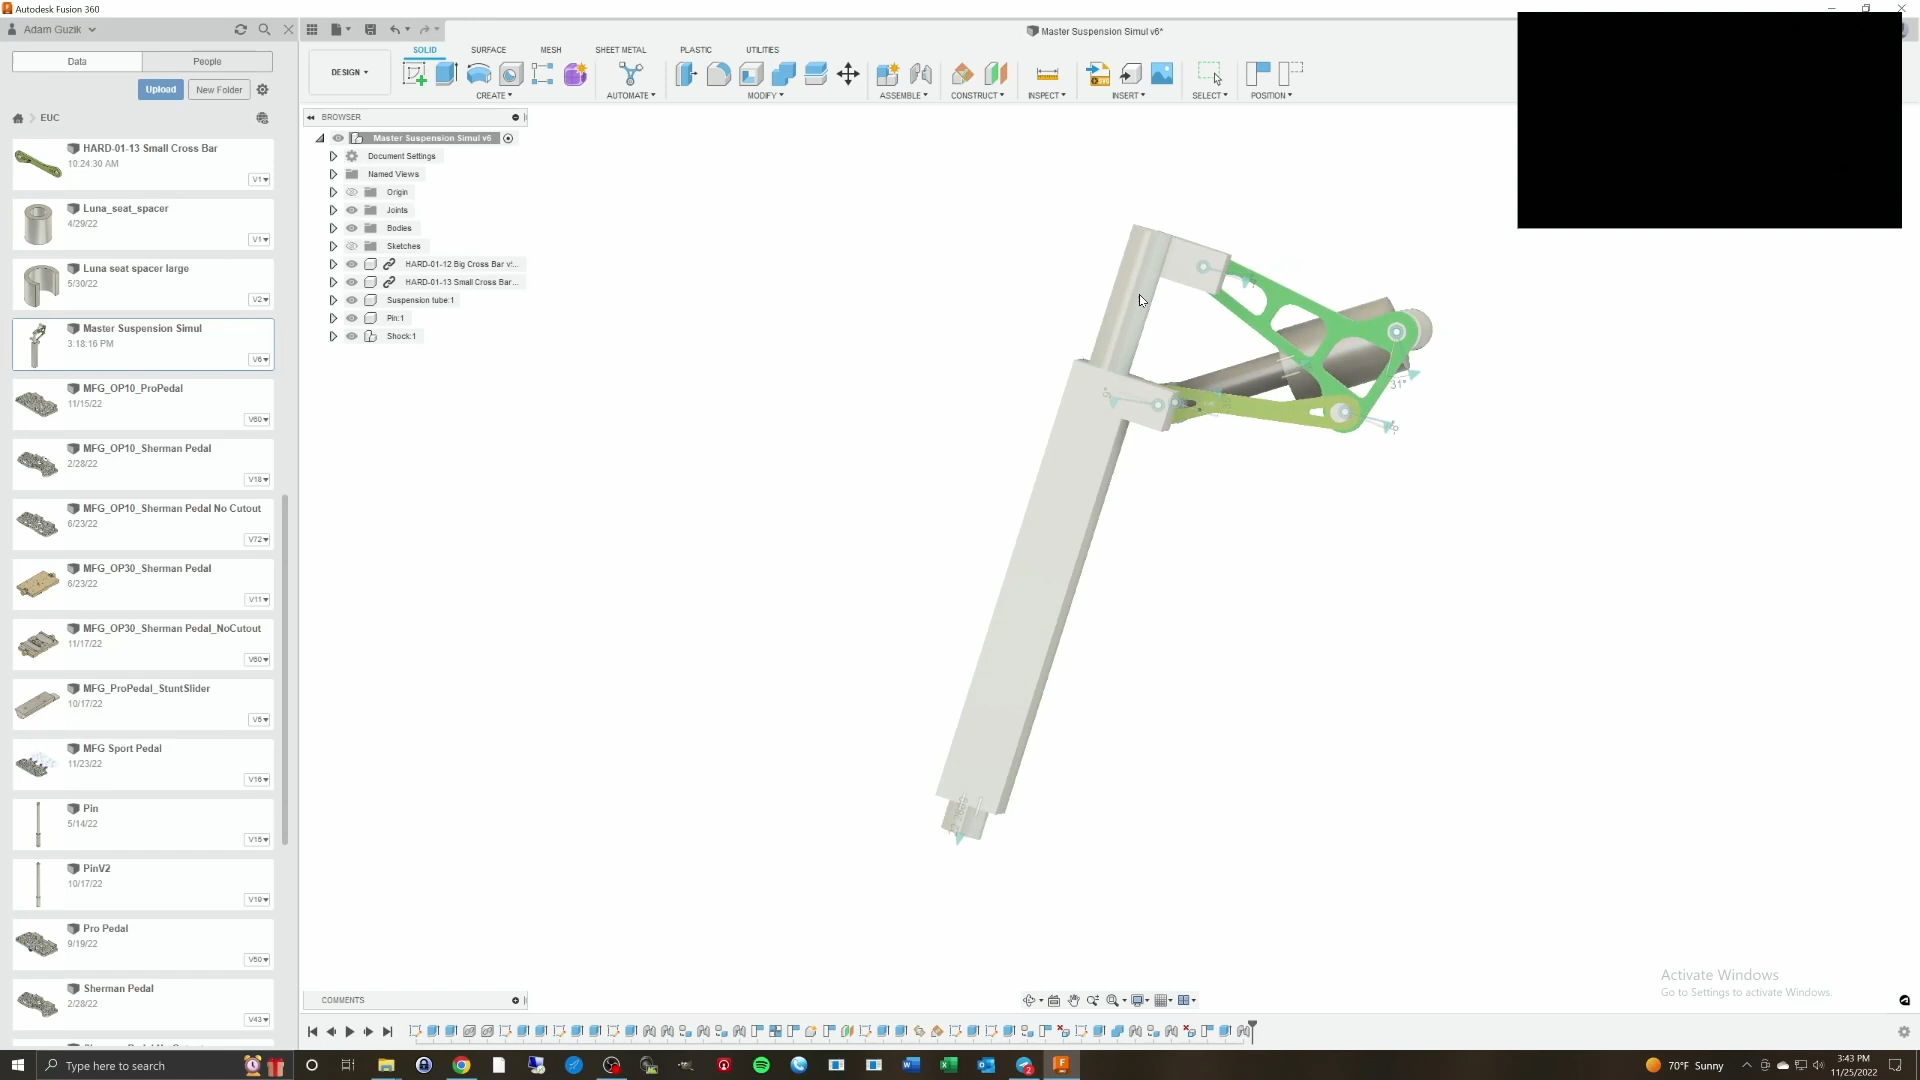 Autodesk Fusion 360
Adam Guzik
Master Suspension Simul v6*
Data
People
Upload
New Folder
EUC
HARD-01-13 Small Cross Bar
10:24:30 AM
V1
Luna_seat_spacer
4/29/22
V1
Luna seat spacer large
5/30/22
V2
Master Suspension Simul
3:18:16 PM
V6
MFG_OP10_ProPedal
11/15/22
V60
MFG_OP10_Sherman Pedal
2/28/22
V18
MFG_OP10_Sherman Pedal No Cutout
6/23/22
V72
MFG_OP30_Sherman Pedal
6/23/22
V11
MFG_OP30_Sherman Pedal_NoCutout
11/17/22
V60
MFG_ProPedal_StuntSlider
10/17/22
V5
MFG Sport Pedal
11/23/22
V16
Pin
5/14/22
V15
PinV2
10/17/22
V19
Pro Pedal
9/19/22
V50
Sherman Pedal
2/28/22
V43
DESIGN
SOLID SURFACE MESH SHEET METAL PLASTIC UTILITIES
CREATE AUTOMATE MODIFY ASSEMBLE CONSTRUCT INSPECT INSERT SELECT POSITION
BROWSER
Master Suspension Simul v6
Document Settings
Named Views
Origin
Joints
Bodies
Sketches
HARD-01-12 Big Cross Bar v:...
HARD-01-13 Small Cross Bar...
Suspension tube:1
Pin:1
Shock:1
31°
COMMENTS
Activate Windows
Go to Settings to activate Windows.
Type here to search
70°F Sunny
3:43 PM
11/25/2022